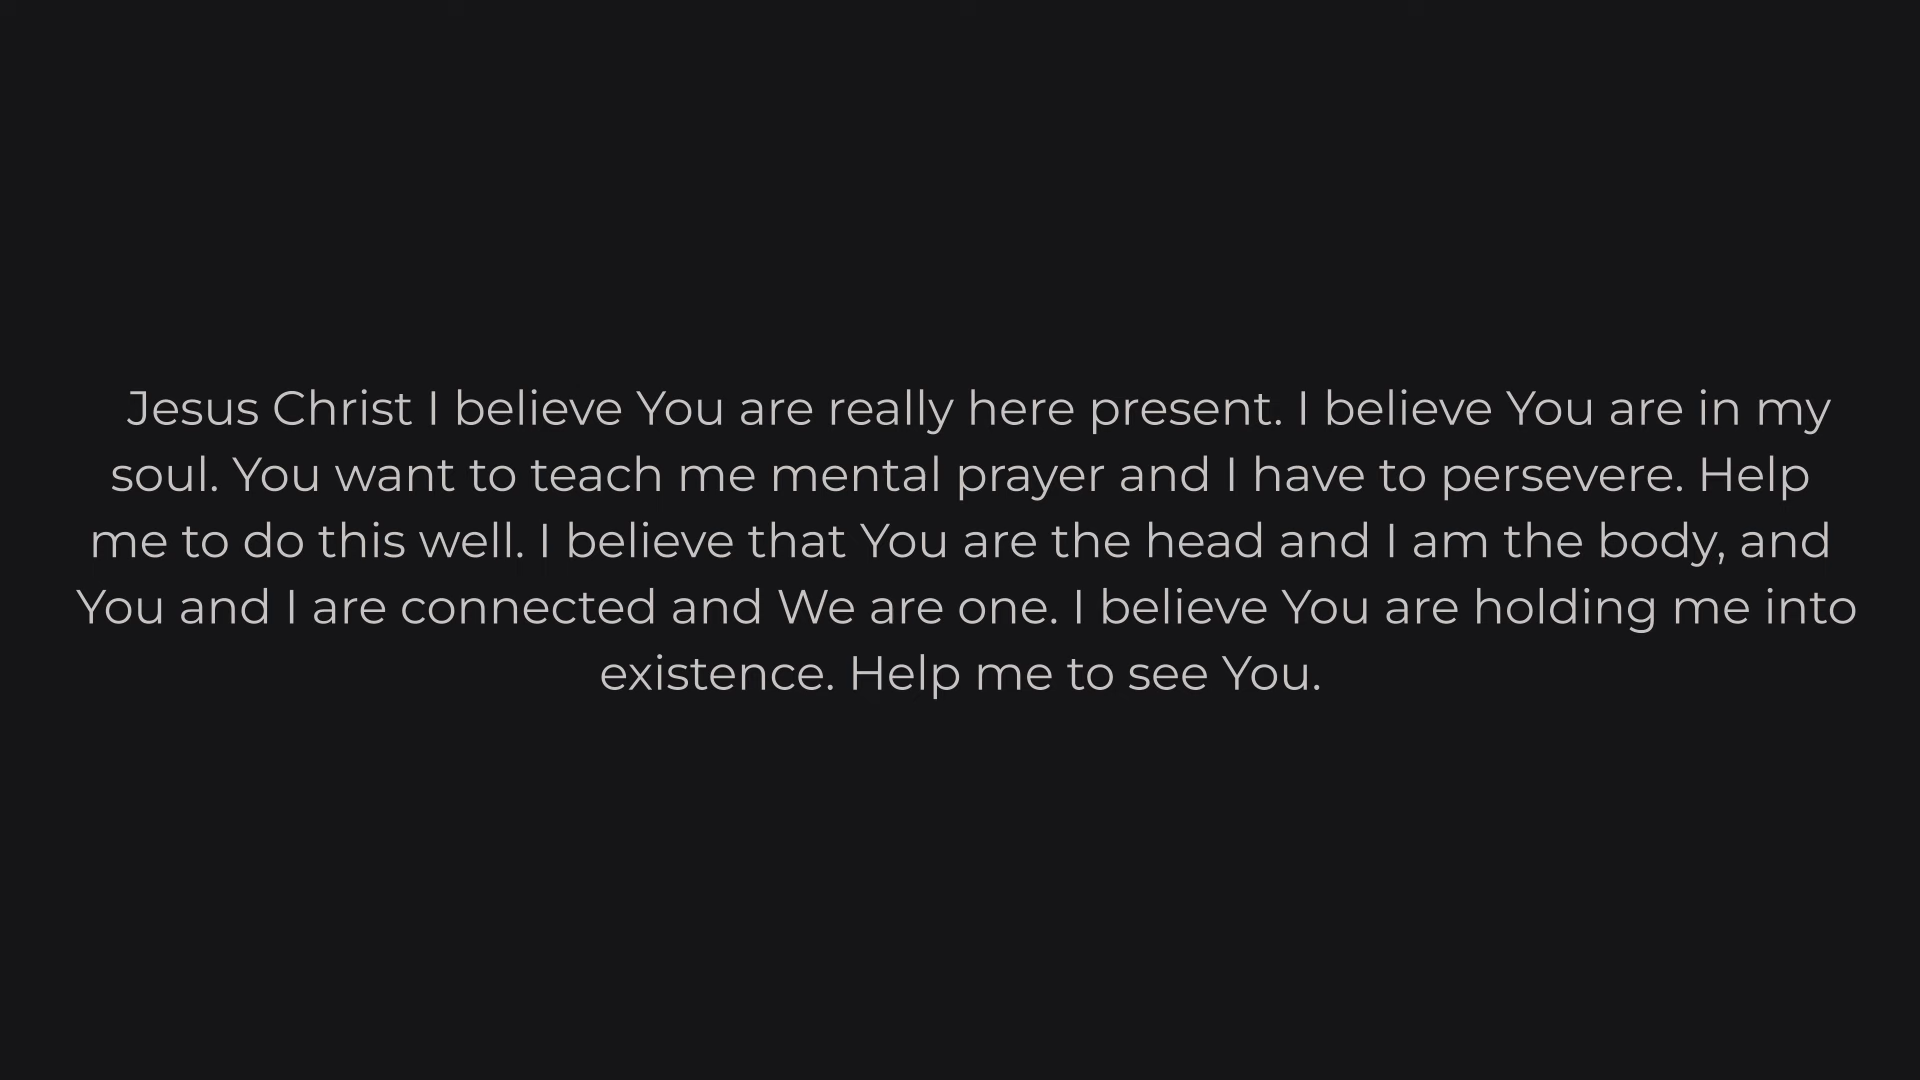 Jesus Christ I believe You are really here present. I believe You are in my
soul. You want to teach me mental prayer and I have to persevere. Help
me to do this well. I believe that You are the head and I am the body, and
You and I are connected and We are one. I believe You are holding me into
existence. Help me to see You.